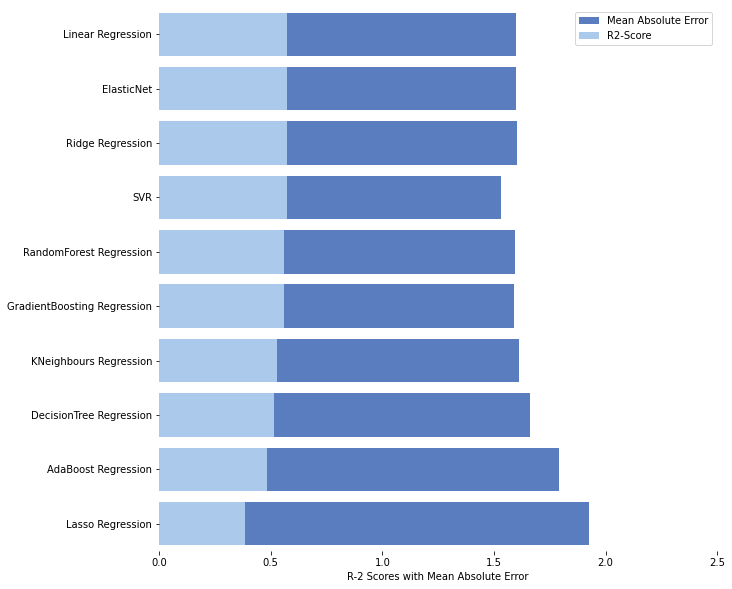 Mean Absolute Error
R2-Score
Linear Regression
ElasticNet
Ridge Regression
SVR
RandomForest Regression
GradientBoosting Regression
KNeighbours Regression
DecisionTree Regression
AdaBoost Regression
Lasso Regression
0.0 0.5 1.0 1.5 2.0 2.5
R-2 Scores with Mean Absolute Error